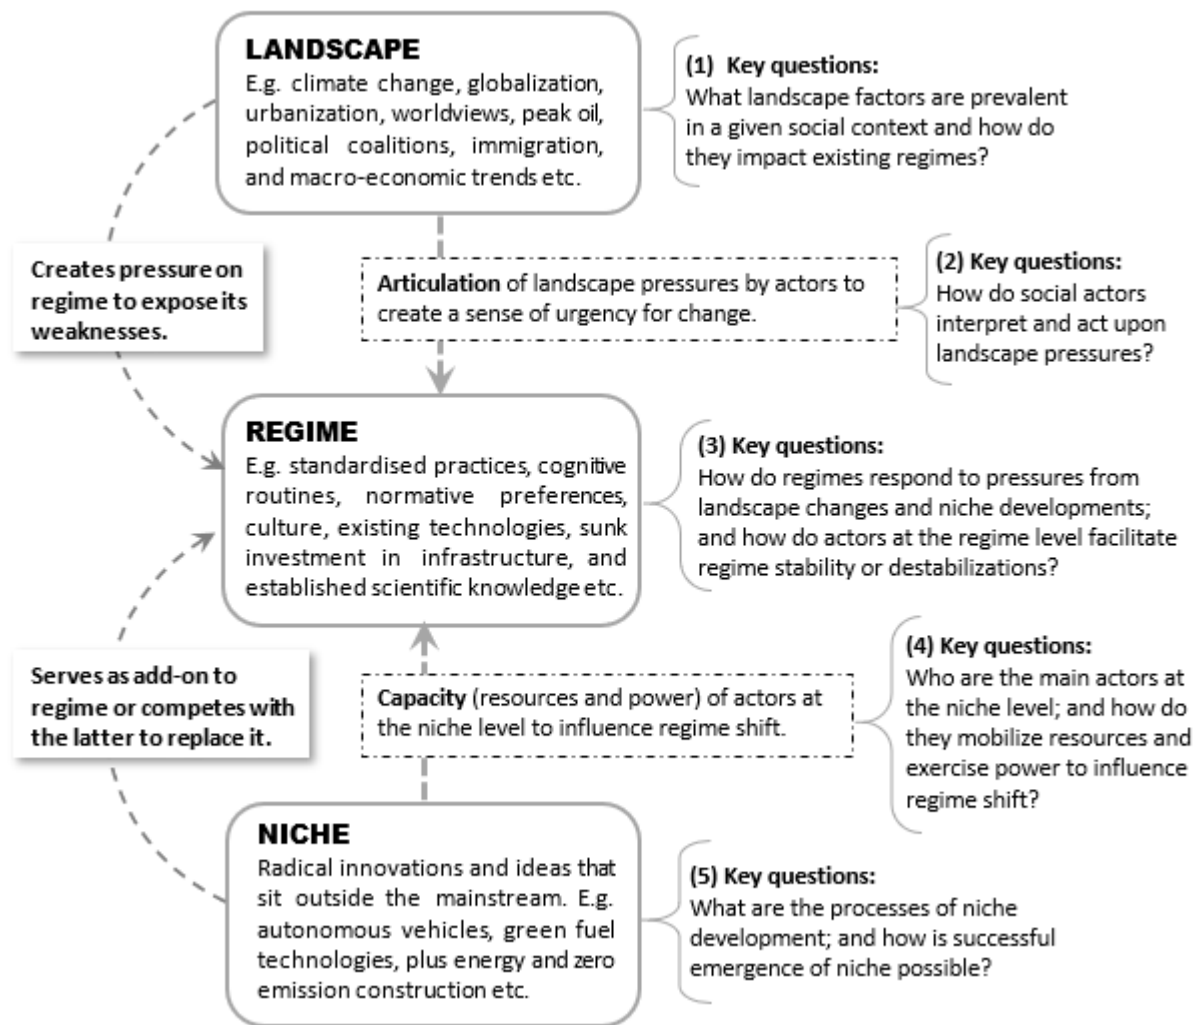 LANDSCAPE
E.g. climate change, globalization,
urbanization, worldviews, peak oil,
political coalitions, immigration,
and macro-economic trends etc.
(1) Key questions:
What landscape factors are prevalent
in a given social context and how do
they impact existing regimes?
Creates pressure on
regime to expose its
weaknesses.
Articulation of landscape pressures by actors to
create a sense of urgency for change.
(2) Key questions:
How do social actors
interpret and act upon
landscape pressures?
REGIME
E.g. standardised practices, cognitive
routines, normative preferences,
culture, existing technologies, sunk
investment in infrastructure, and
established scientific knowledge etc.
(3) Key questions:
How do regimes respond to pressures from
landscape changes and niche developments;
and how do actors at the regime level facilitate
regime stability or destabilizations?
Serves as add-on to
regime or competes with
the latter to replace it.
Capacity (resources and power) of actors at
the niche level to influence regime shift.
(4) Key questions:
Who are the main actors at
the niche level; and how do
they mobilize resources and
exercise power to influence
regime shift?
NICHE
Radical innovations and ideas that
sit outside the mainstream. E.g.
autonomous vehicles, green fuel
technologies, plus energy and zero
emission construction etc.
(5) Key questions:
What are the processes of niche
development; and how is successful
emergence of niche possible?